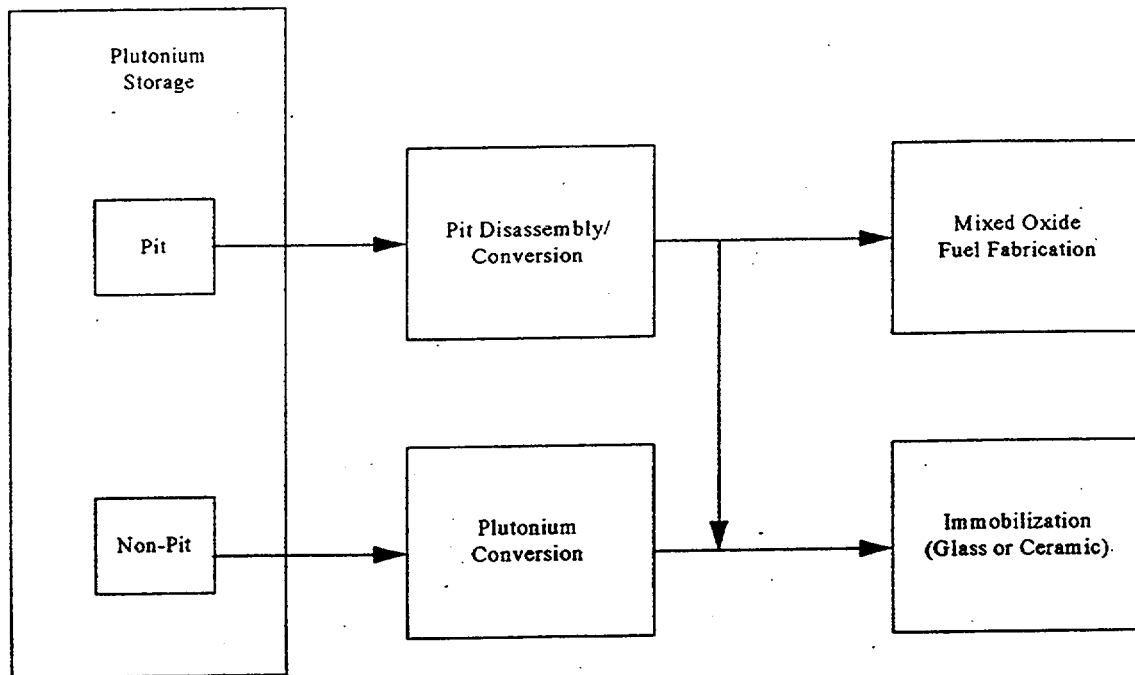 Plutonium
Storage
Pit
Pit Disassembly/
Conversion
Mixed Oxide
Fuel Fabrication
Non-Pit
Plutonium
Conversion
Immobilization
(Glass or Ceramic)